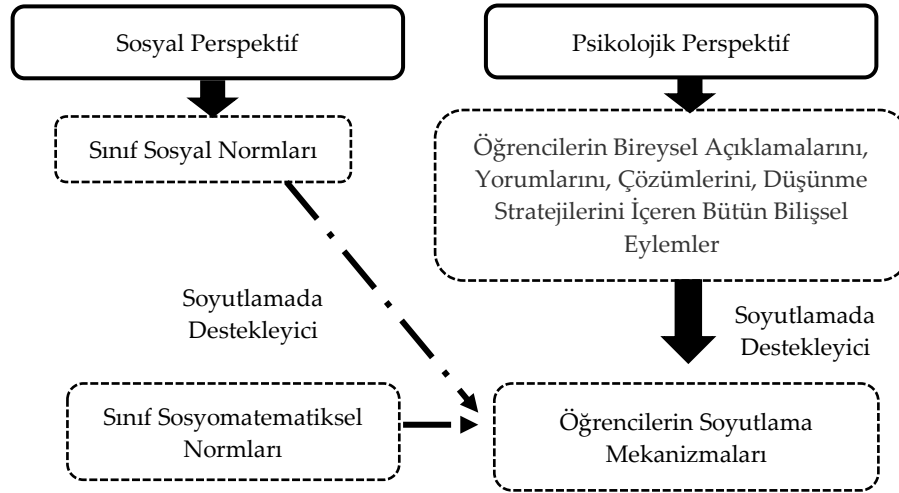 Sosyal Perspektif
Psikolojik Perspektif
Sınıf Sosyal Normları
Öğrencilerin Bireysel Açıklamalarını,
Yorumlarını, Çözümlerini, Düşünme
Stratejilerini İçeren Bütün Bilişsel
Eylemler
Soyutlamada
Destekleyici
Soyutlamada
Destekleyici
Sınıf Sosyomatematiksel
Normları
Öğrencilerin Soyutlama
Mekanizmaları